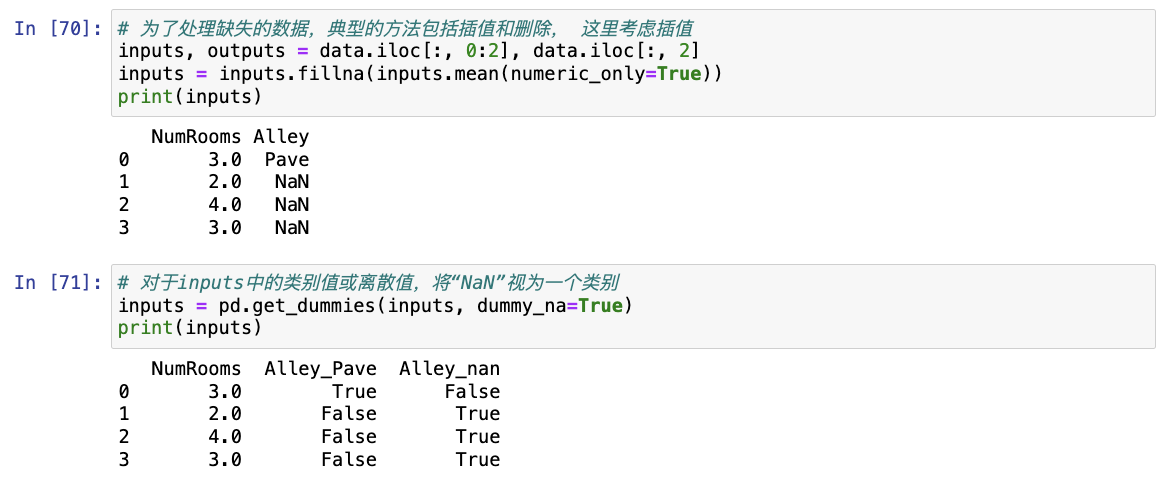 In [70]: # 为了处理缺失的数据，典型的方法包括插值和删除， 这里考虑插值
inputs, outputs = data.iloc[:, 0:2], data.iloc[:, 2]
inputs = inputs.fillna(inputs.mean(numeric_only=True))
print(inputs)
   NumRooms Alley
0       3.0  Pave
1       2.0   NaN
2       4.0   NaN
3       3.0   NaN
In [71]: # 对于inputs中的类别值或离散值，将“NaN”视为一个类别
inputs = pd.get_dummies(inputs, dummy_na=True)
print(inputs)
   NumRooms  Alley_Pave  Alley_nan
0       3.0        True      False
1       2.0       False       True
2       4.0       False       True
3       3.0       False       True